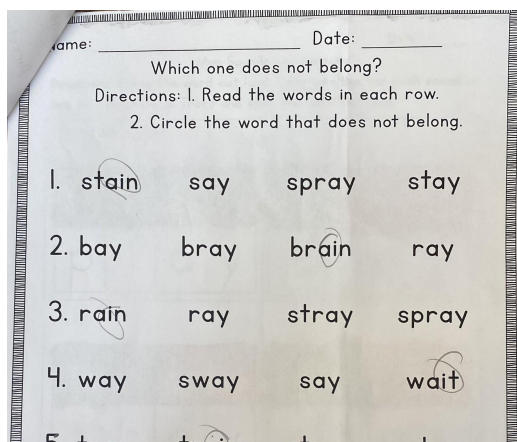 ame: Date:
Which one does not belong?
Directions: 1. Read the words in each row.
2. Circle the word that does not belong.
1. stain say spray stay
2. bay bray brain ray
3. rain ray stray spray
4. way sway say wait